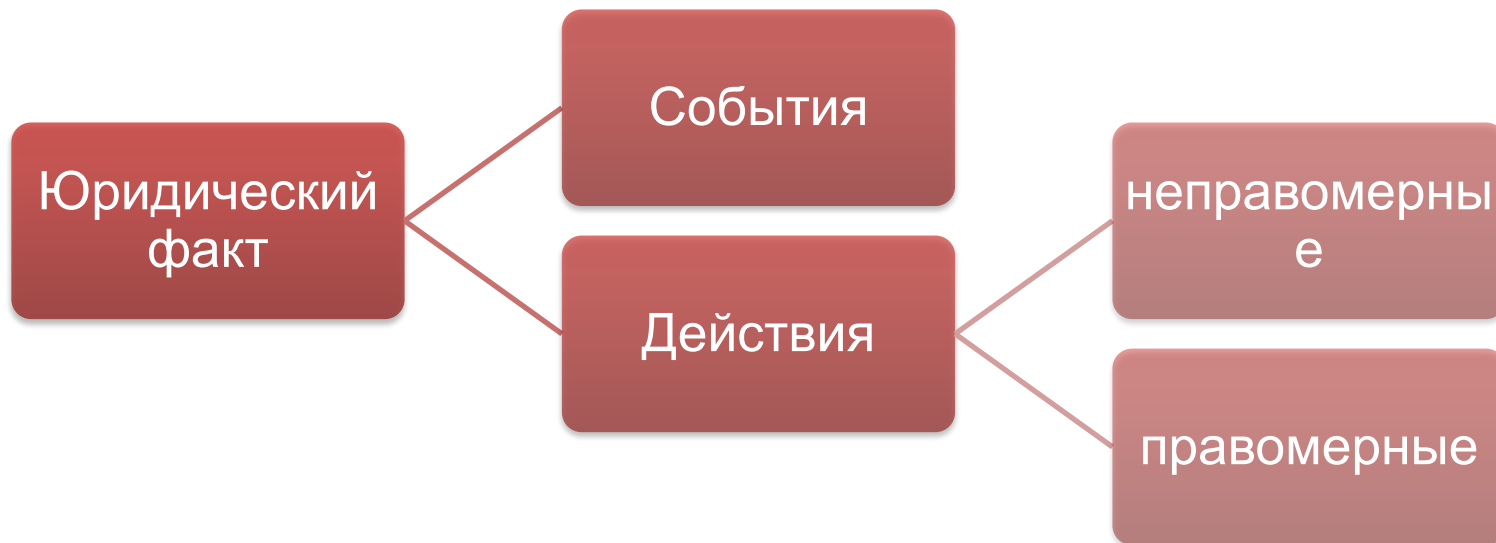 Юридический
факт
События
Действия
неправомерны
е
правомерные